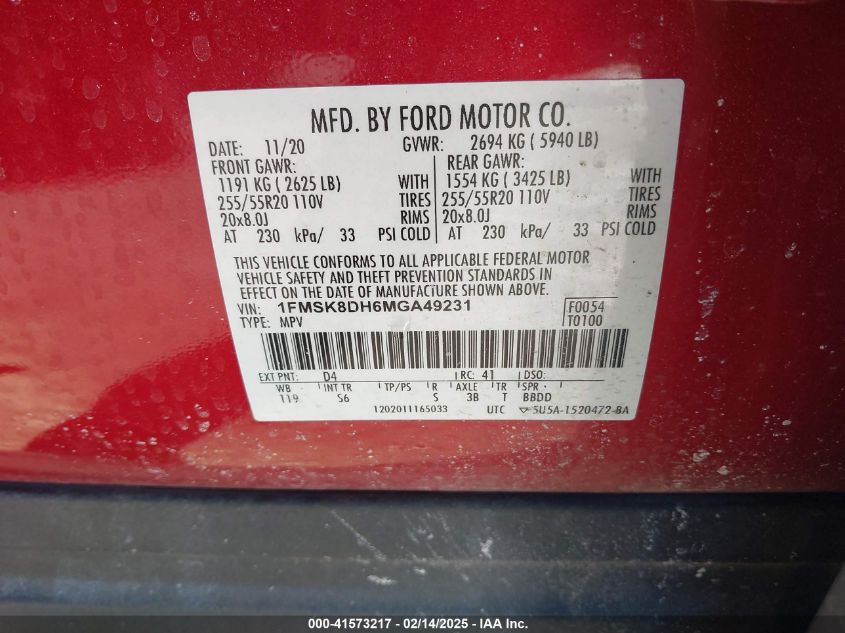 MFD. BY FORD MOTOR CO.
DATE: 11/20 GVWR: 2694 KG ( 5940 LB)
FRONT GAWR: REAR GAWR:
1191 KG ( 2625 LB) WITH 1554 KG ( 3425 LB) WITH
255/55R20 110V TIRES 255/55R20 110V TIRES
20x8.0J RIMS 20x8.0J RIMS
AT 230 kPa/ 33 PSI COLD AT 230 kPa/ 33 PSI COLD
THIS VEHICLE CONFORMS TO ALL APPLICABLE FEDERAL MOTOR
VEHICLE SAFETY AND THEFT PREVENTION STANDARDS IN
EFFECT ON THE DATE OF MANUFACTURE SHOWN ABOVE.
VIN: 1FMSK8DH6MGA49231 F0054
TYPE: MPV T0100
EXT PNT: D4 RC: 41 DSO:
WB INT TR TP/PS R AXLE TR SPR
119 S6 S 3B T BBDD
1202011165033 UTC 5U5A-1520472-BA
000-41573217 - 02/14/2025 - IAA, LLC.